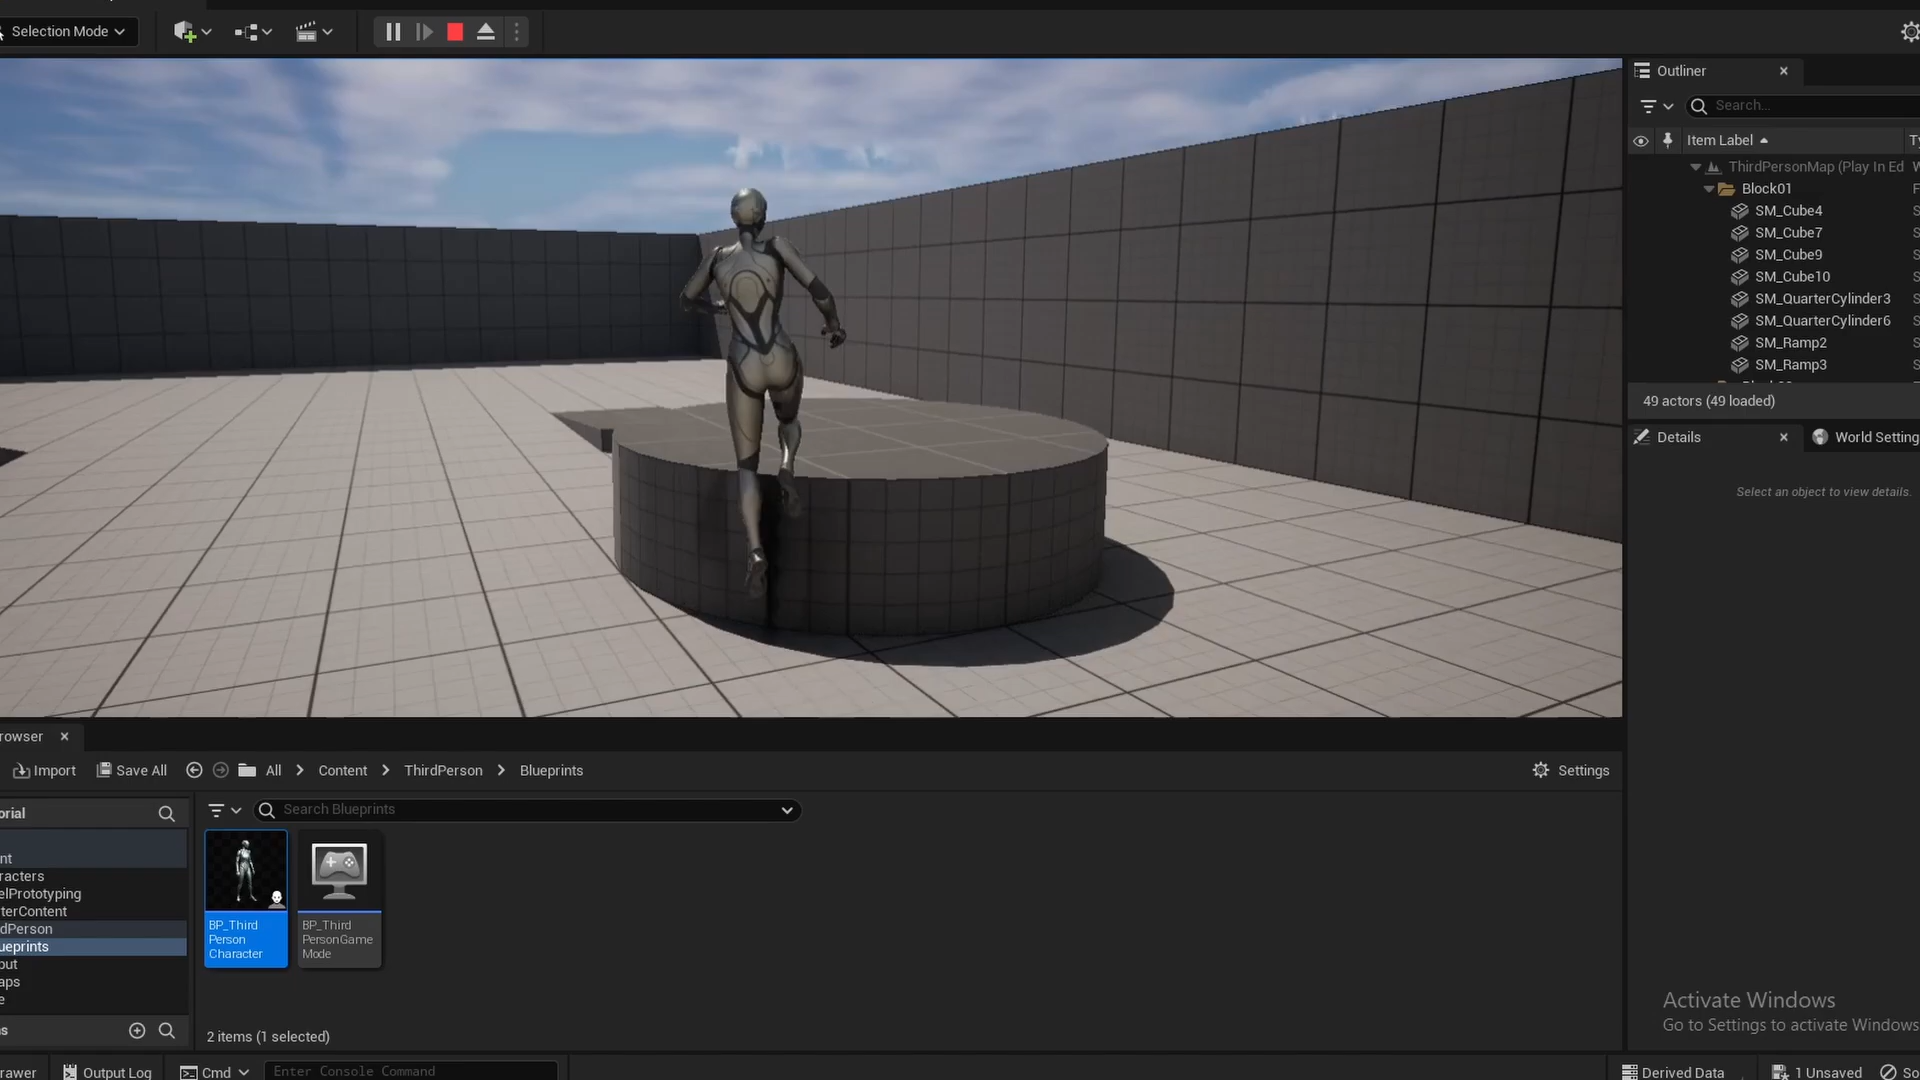 Selection Mode
Outliner
Search...
Item Label
ThirdPersonMap (Play In Ed
Block01
SM_Cube4
SM_Cube7
SM_Cube9
SM_Cube10
SM_QuarterCylinder3
SM_QuarterCylinder6
SM_Ramp2
SM_Ramp3
49 actors (49 loaded)
Details
World Setting
Select an object to view details.
rowser
Import
Save All
All
Content
ThirdPerson
Blueprints
Settings
orial
Search Blueprints
nt
racters
elPrototyping
terContent
dPerson
ueprints
put
aps
e
s
BP_Third
Person
Character
BP_Third
PersonGame
Mode
2 items (1 selected)
Activate Windows
Go to Settings to activate Windows
rawer
Output Log
Cmd
Enter Console Command
Derived Data
1 Unsaved
So